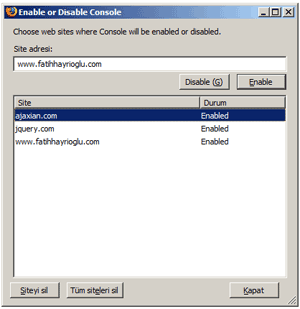 Enable or Disable Console
Choose web sites where Console will be enabled or disabled.
Site adresi:
www.fatihhayrioglu.com
Disable (G) Enable
Site Durum
ajaxian.com Enabled
jquery.com Enabled
www.fatihhayrioglu.com Enabled
Siteyi sil Tüm siteleri sil Kapat